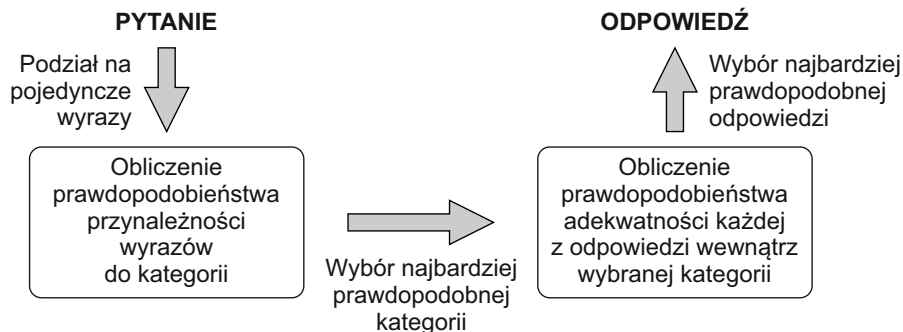 PYTANIE
Podział na
pojedyncze
wyrazy
Obliczenie
prawdopodobieństwa
przynależności
wyrazów
do kategorii
Wybór najbardziej
prawdopodobnej
kategorii
ODPOWIEDŹ
Wybór najbardziej
prawdopodobnej
odpowiedzi
Obliczenie
prawdopodobieństwa
adekwatności każdej
z odpowiedzi wewnątrz
wybranej kategorii